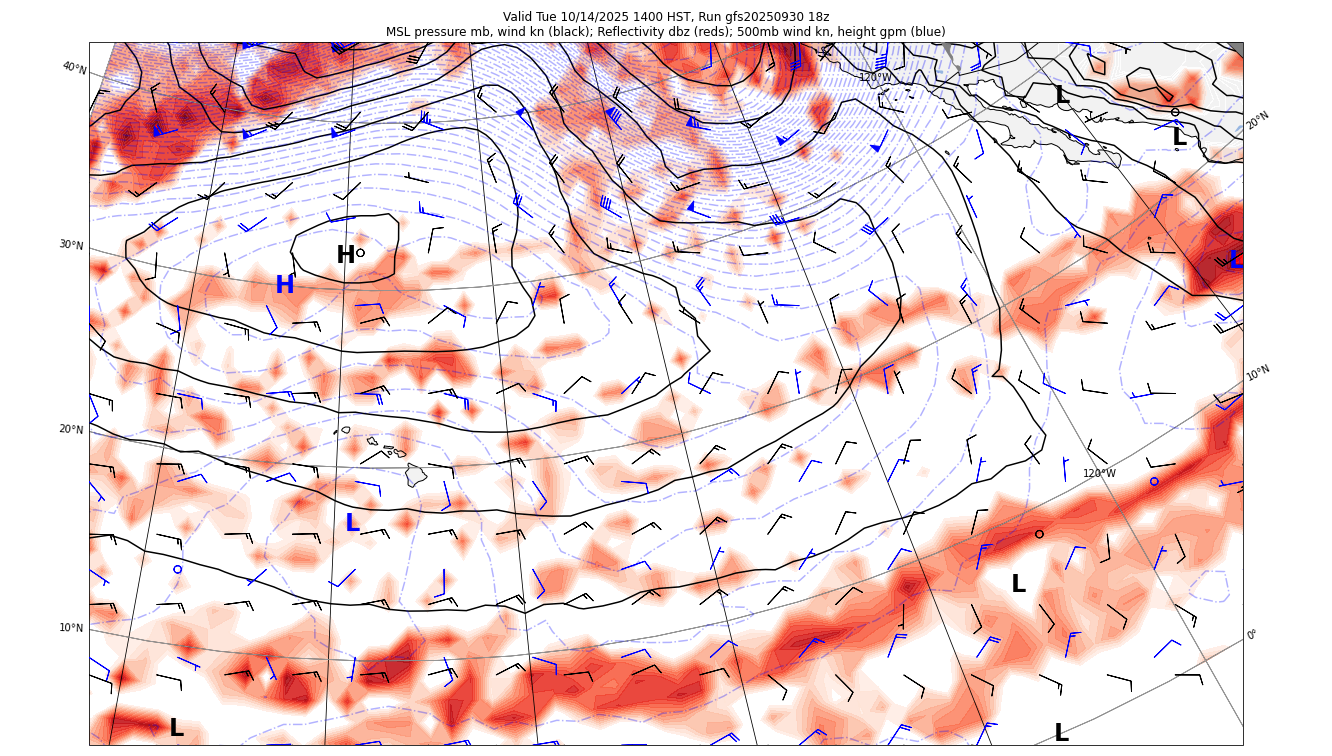 Valid Tue 10/14/2025 1400 HST, Run gfs20250930 18z
MSL pressure mb, wind kn (black); Reflectivity dbz (reds); 500mb wind kn, height gpm (blue)
40°N
120°W
L
20°N
L
30°N
H
H
L
10°N
20°N
120°W
L
L
10°N
0°
L
L